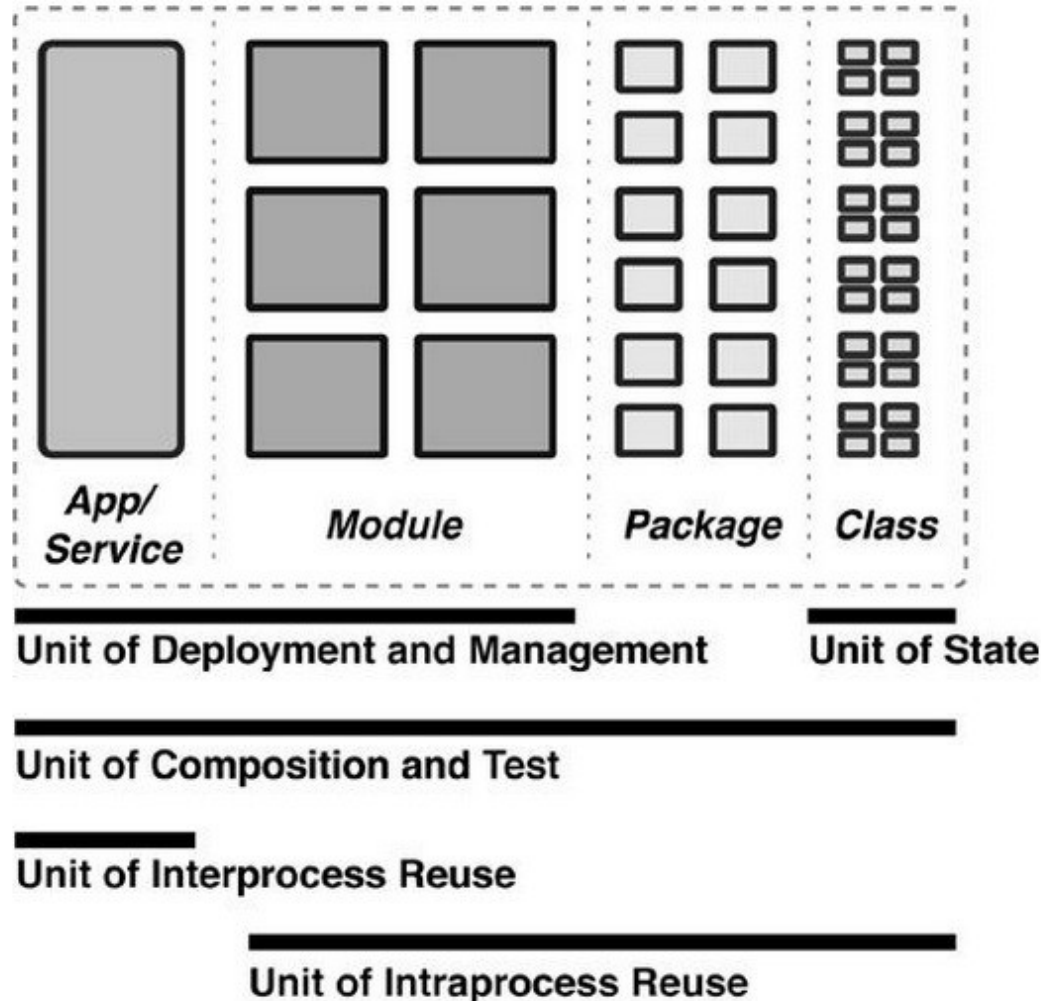 App/
Service
Module
Package
Class
Unit of Deployment and Management
Unit of State
Unit of Composition and Test
Unit of Interprocess Reuse
Unit of Intraprocess Reuse